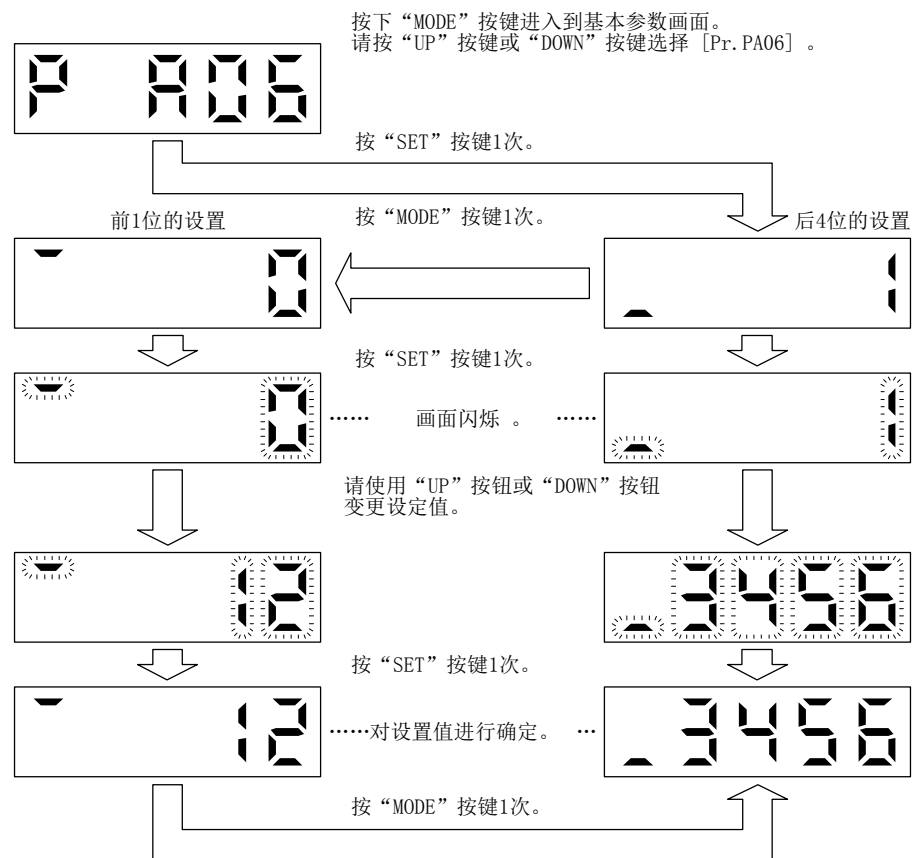 按下“MODE”按键进入到基本参数画面。
请按“UP”按键或“DOWN”按键选择 [Pr.PA06] 。
P A06
按“SET”按键1次。
前1位的设置
按“MODE”按键1次。
后4位的设置
0
_ 1
按“SET”按键1次。
0
…… 画面闪烁 。 ……
_ 1
请使用“UP”按钮或“DOWN”按钮
变更设定值。
12
_3456
按“SET”按键1次。
12
……对设置值进行确定。 …
_3456
按“MODE”按键1次。